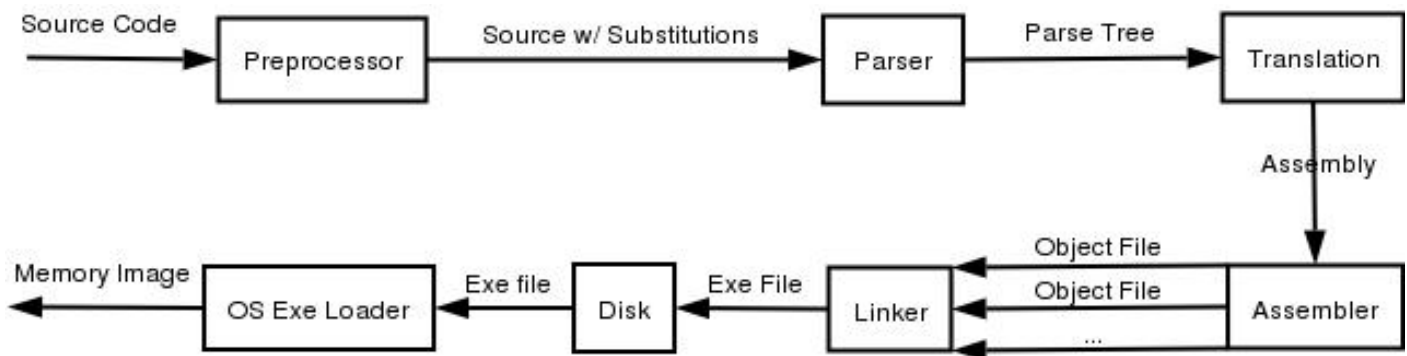 Source Code
Preprocessor
Source w/ Substitutions
Parser
Parse Tree
Translation
Assembly
Memory Image
OS Exe Loader
Exe file
Disk
Exe File
Linker
Object File
Object File
...
Assembler